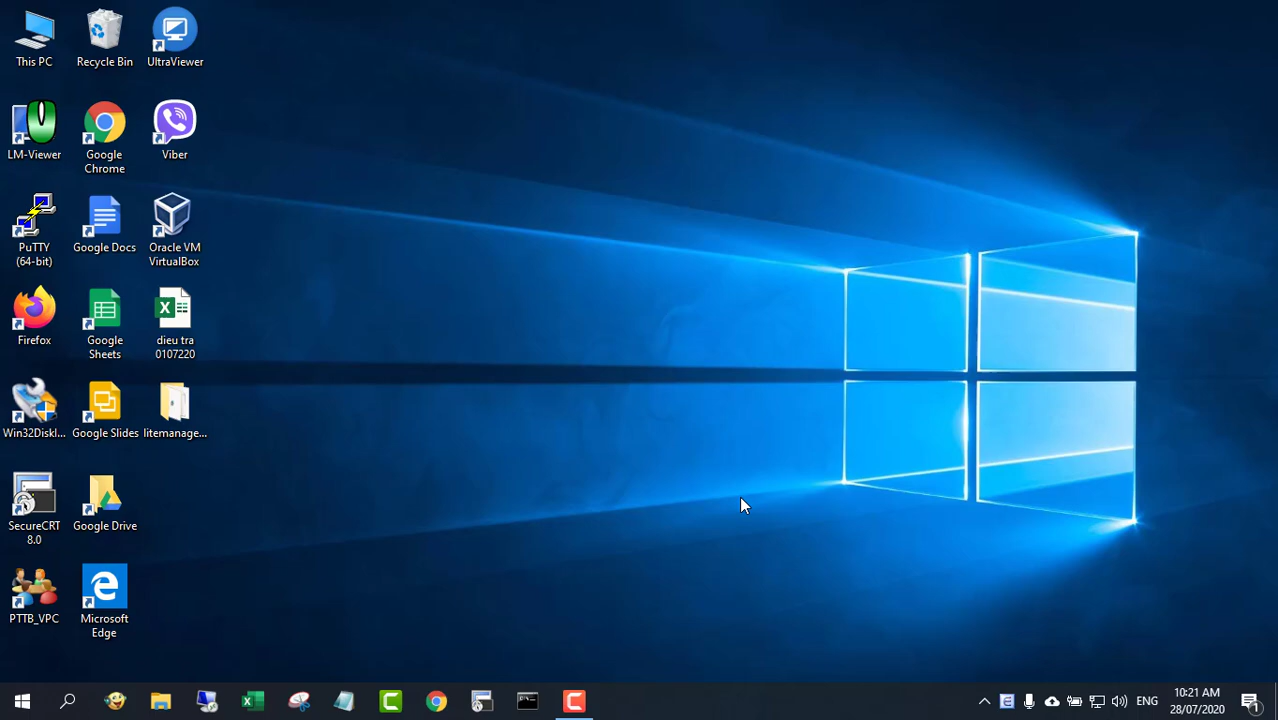 This PC
Recycle Bin
UltraViewer
LM-Viewer
Google
Chrome
Viber
PuTTY
(64-bit)
Google Docs
Oracle VM
VirtualBox
Firefox
Google
Sheets
dieu tra
0107220
Win32DiskI...
Google Slides
litemanage...
SecureCRT
8.0
Google Drive
PTTB_VPC
Microsoft
Edge
ENG
10:21 AM
28/07/2020
1